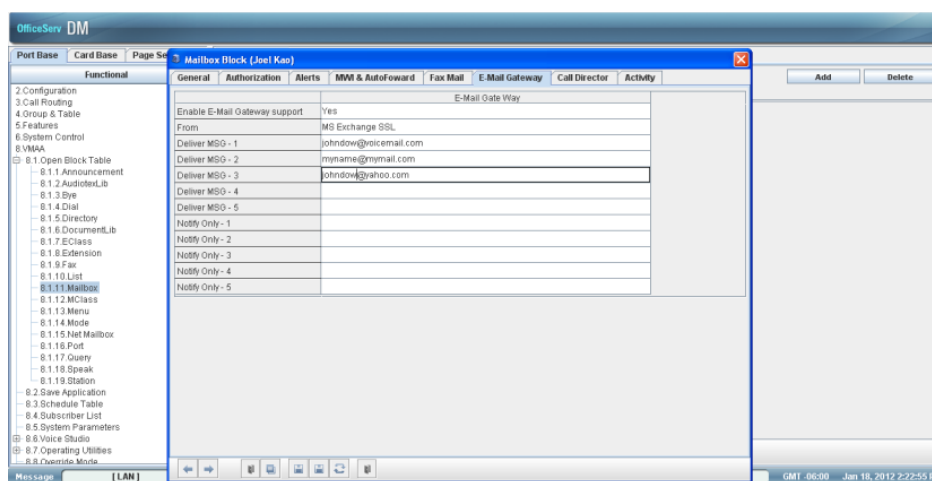 OfficeServ DM
Port Base Card Base Page Se
Mailbox Block (Joel Kao)
Functional
General Authorization Alerts MWI & AutoFoward Fax Mail E-Mail Gateway Call Director Activity
Add Delete
2.Configuration
3.Call Routing
4.Group & Table
5.Features
6.System Control
8.VMAA
8.1.Open Block Table
8.1.1.Announcement
8.1.2.AudiotexLib
8.1.3.Bye
8.1.4.Dial
8.1.5.Directory
8.1.6.DocumentLib
8.1.7.EClass
8.1.8.Extension
8.1.9.Fax
8.1.10.List
8.1.11.Mailbox
8.1.12.MClass
8.1.13.Menu
8.1.14.Mode
8.1.15.Net Mailbox
8.1.16.Port
8.1.17.Query
8.1.18.Speak
8.1.19.Station
8.2.Save Application
8.3.Schedule Table
8.4.Subscriber List
8.5.System Parameters
8.6.Voice Studio
8.7.Operating Utilities
8.8.Override Mode
E-Mail Gate Way
Enable E-Mail Gateway support Yes
From MS Exchange SSL
Deliver MSG - 1 johndow@voicemail.com
Deliver MSG - 2 myname@mymail.com
Deliver MSG - 3 johndow@yahoo.com
Deliver MSG - 4
Deliver MSG - 5
Notify Only - 1
Notify Only - 2
Notify Only - 3
Notify Only - 4
Notify Only - 5
Message [LAN] GMT -06:00 Jan 18, 2012 2:22:55